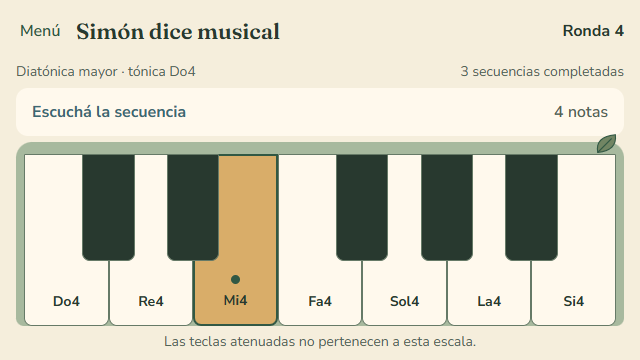 Menú Simón dice musical Ronda 4
Diatónica mayor · tónica Do4 3 secuencias completadas
Escuchá la secuencia 4 notas
Do4 Re4 Mi4 Fa4 Sol4 La4 Si4
Las teclas atenuadas no pertenecen a esta escala.